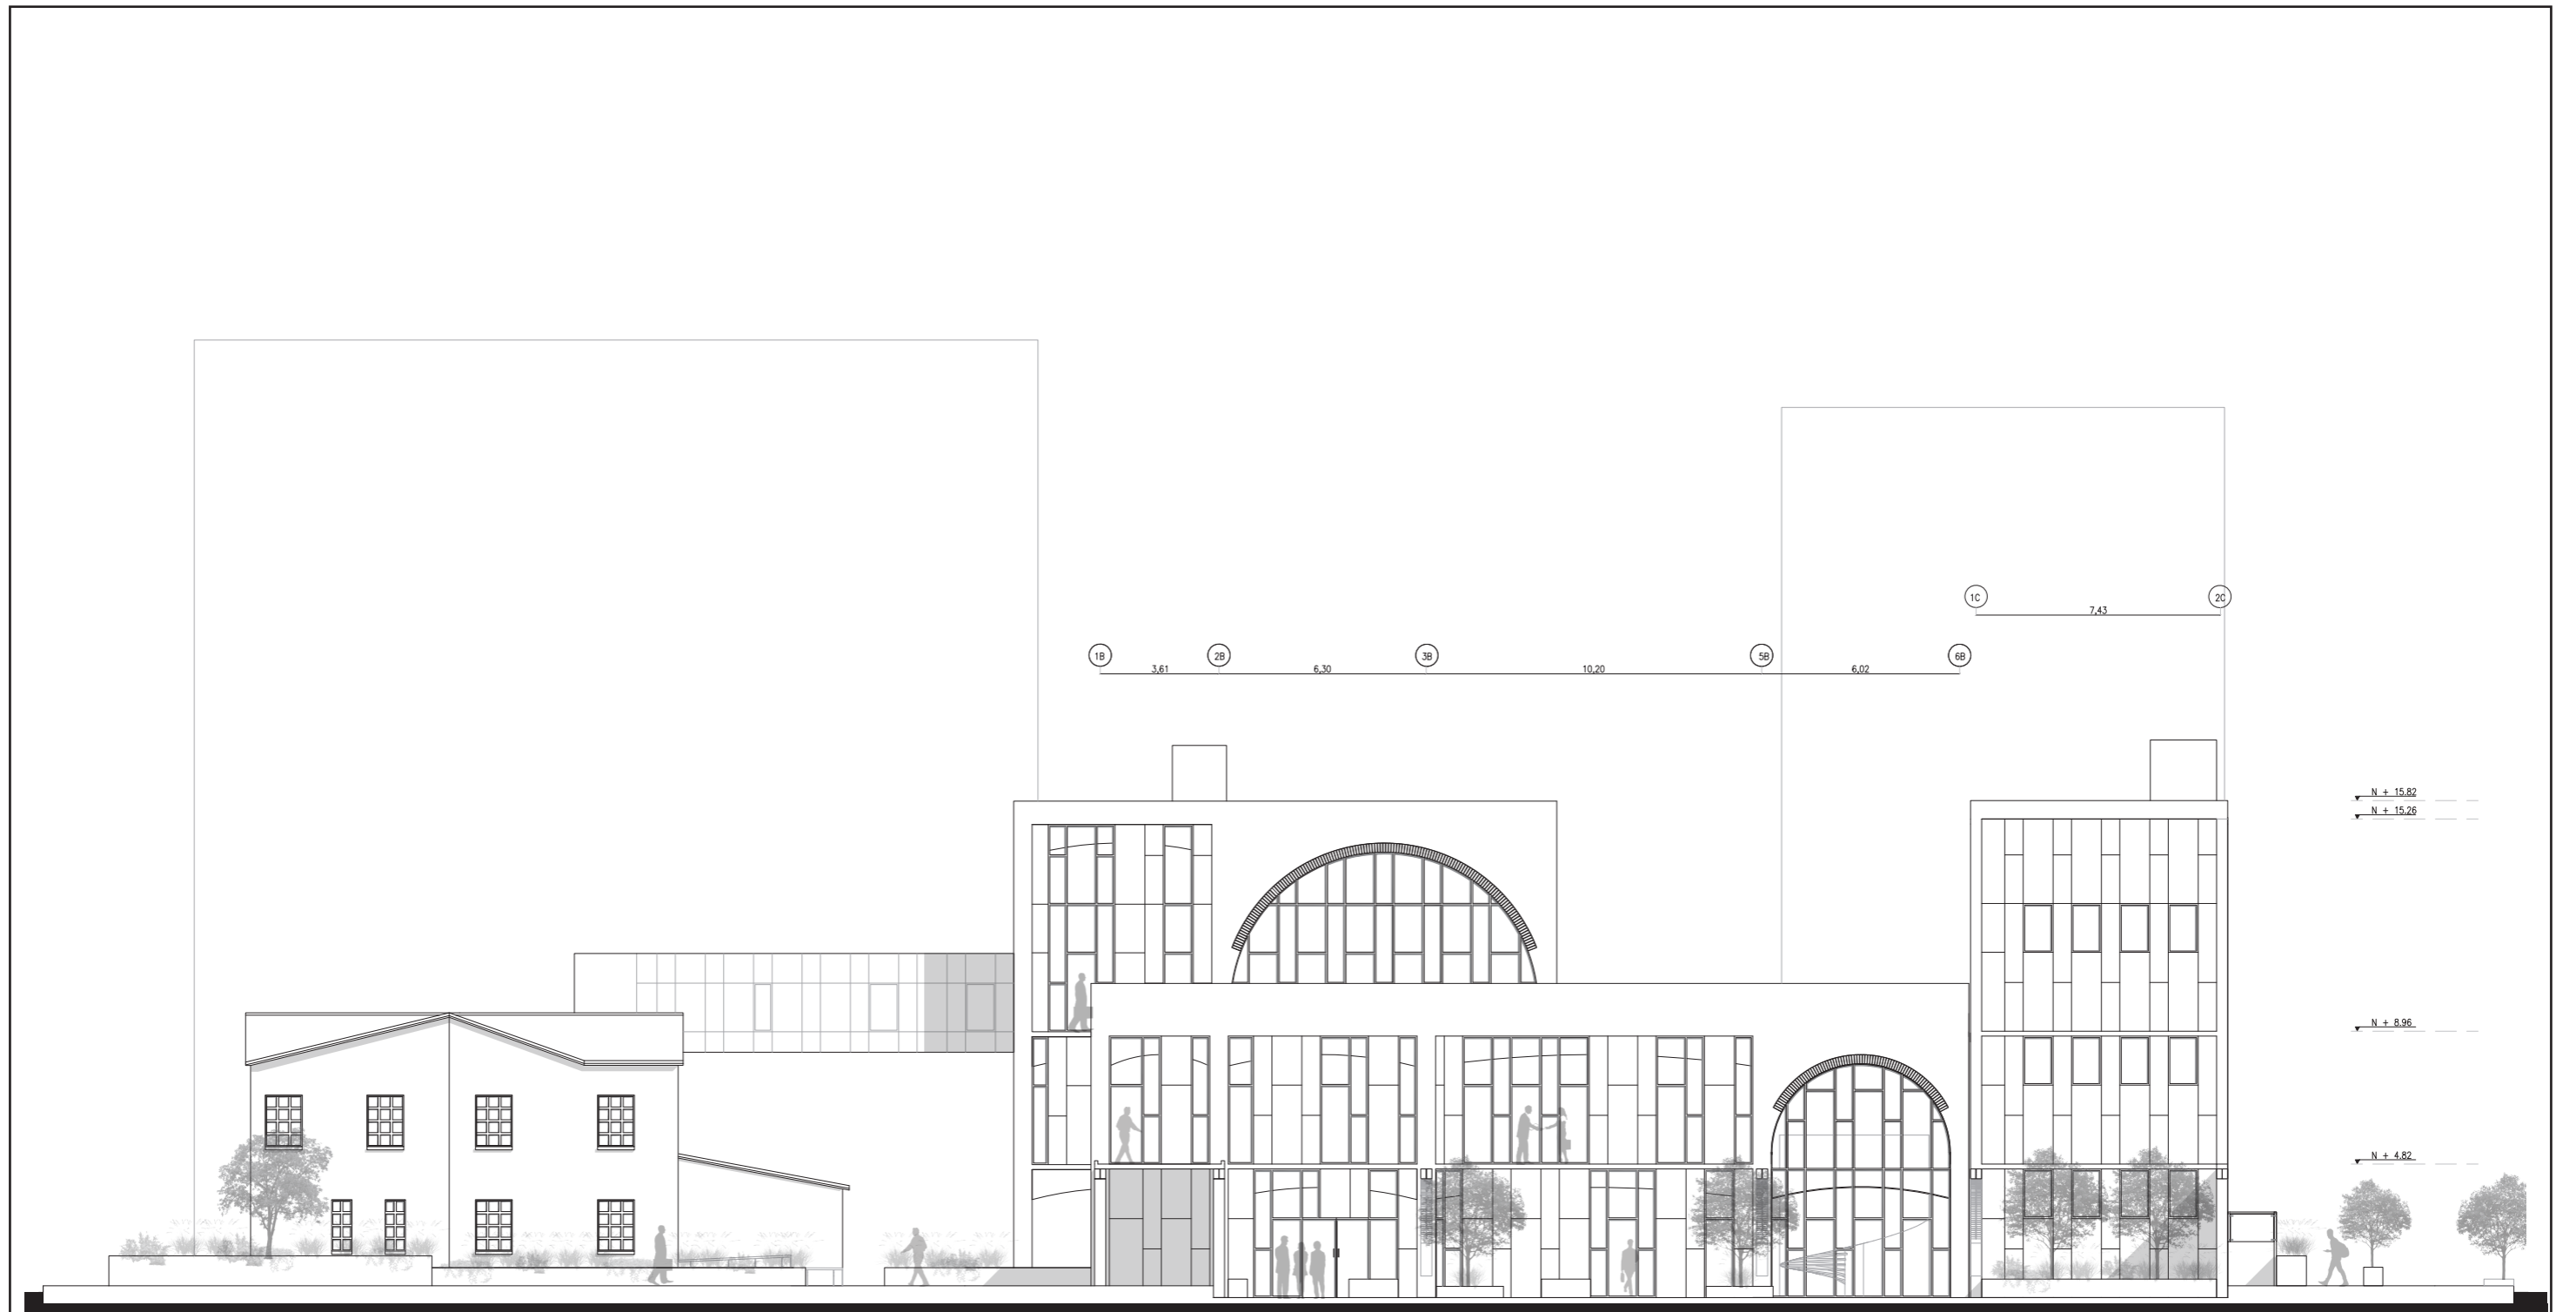 1C 2C
7,43
1B 2B 3B 5B 6B
3,61 6,30 10,20 6,02
N + 15.82
N + 15.26
N + 8.96
N + 4.82